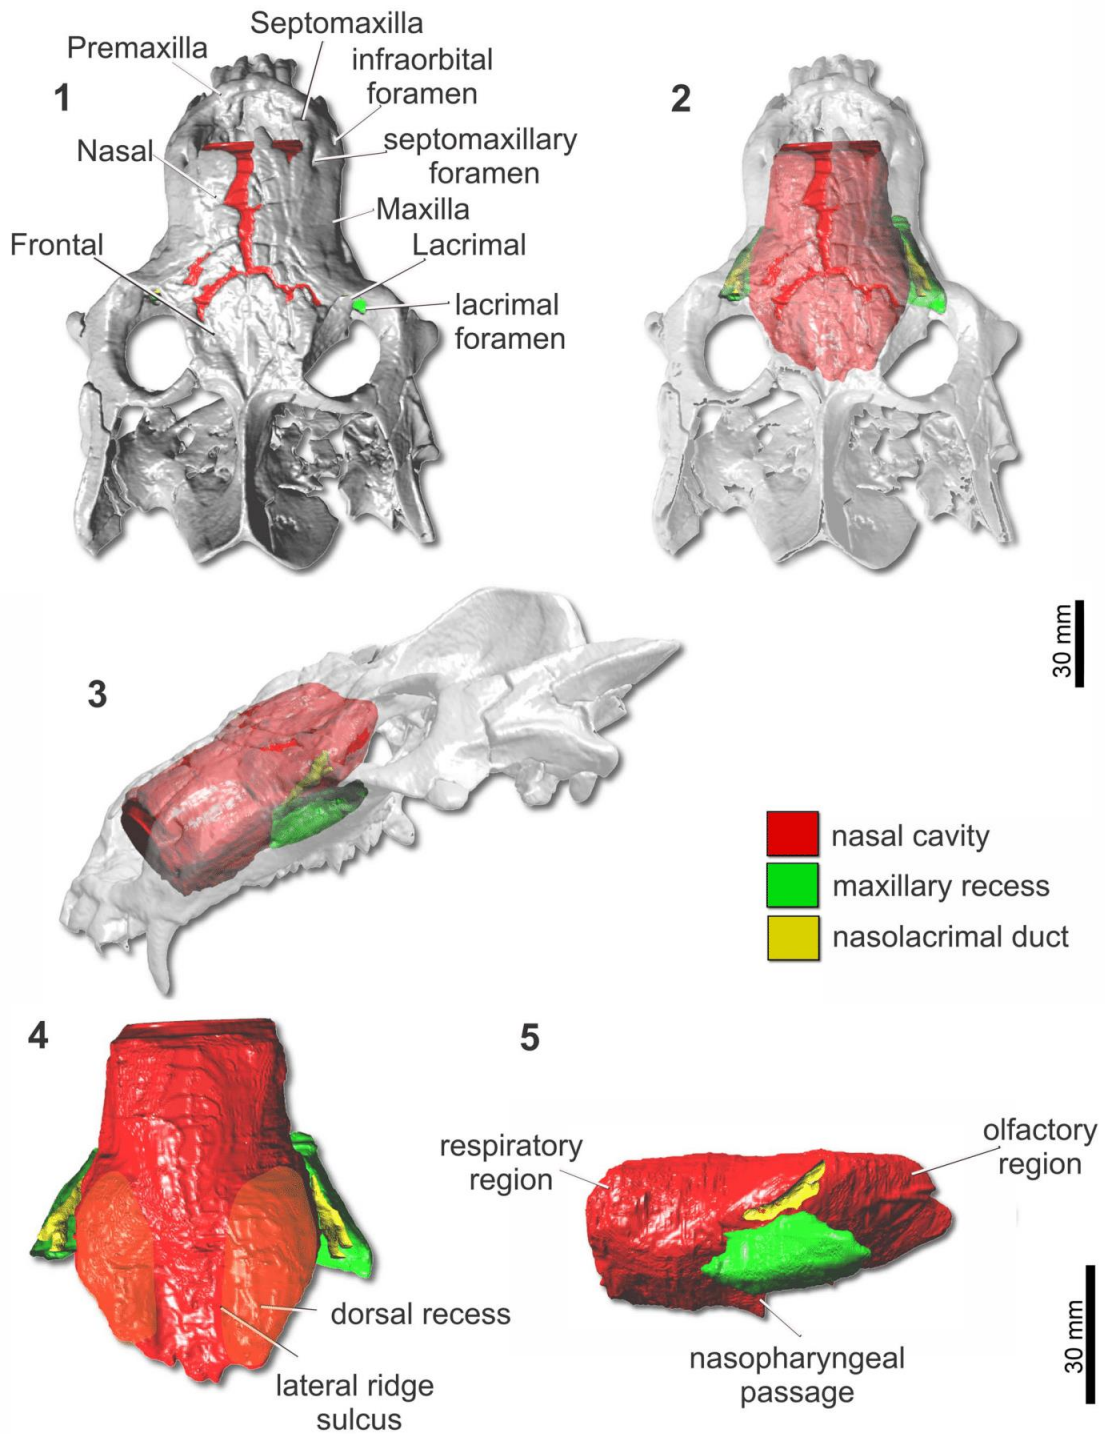 1
Premaxilla
Septomaxilla
infraorbital
foramen
Nasal
septomaxillary
foramen
Maxilla
Frontal
Lacrimal
lacrimal
foramen
2
30 mm
3
nasal cavity
maxillary recess
nasolacrimal duct
4
dorsal recess
lateral ridge
sulcus
5
respiratory
region
olfactory
region
nasopharyngeal
passage
30 mm